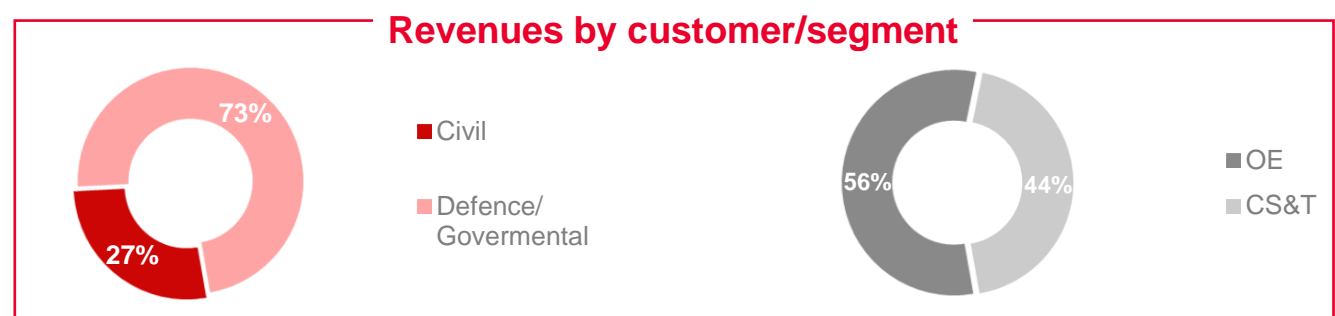 Revenues by customer/segment
73%
27%
Civil
Defence/
Govermental
56%
44%
OE
CS&T